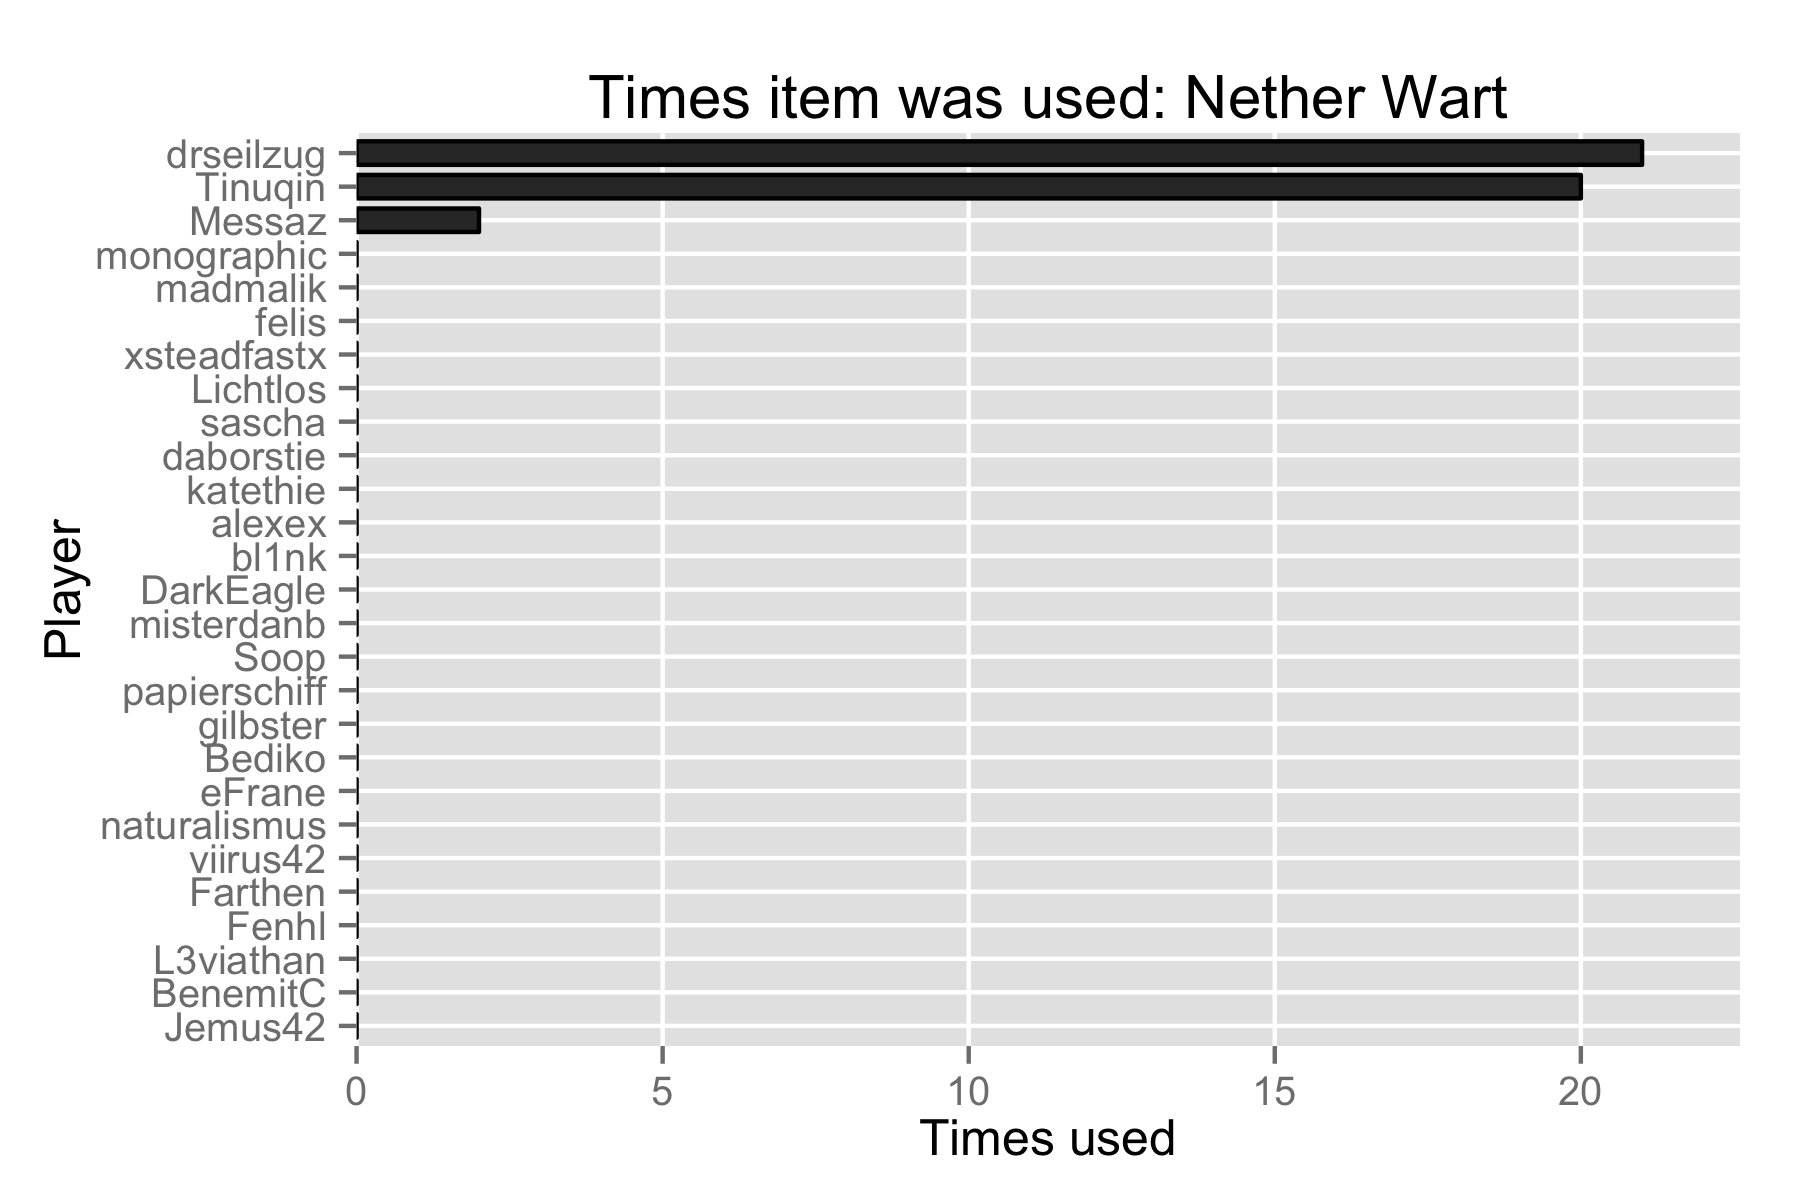 Times item was used: Nether Wart
Player
drseilzug
Tinuqin
Messaz
monographic
madmalik
felis
xsteadfastx
Lichtlos
sascha
daborstie
katethie
alexex
bl1nk
DarkEagle
misterdanb
Soop
papierschiff
gilbster
Bediko
eFrane
naturalismus
viirus42
Farthen
Fenhl
L3viathan
BenemitC
Jemus42
0 5 10 15 20
Times used